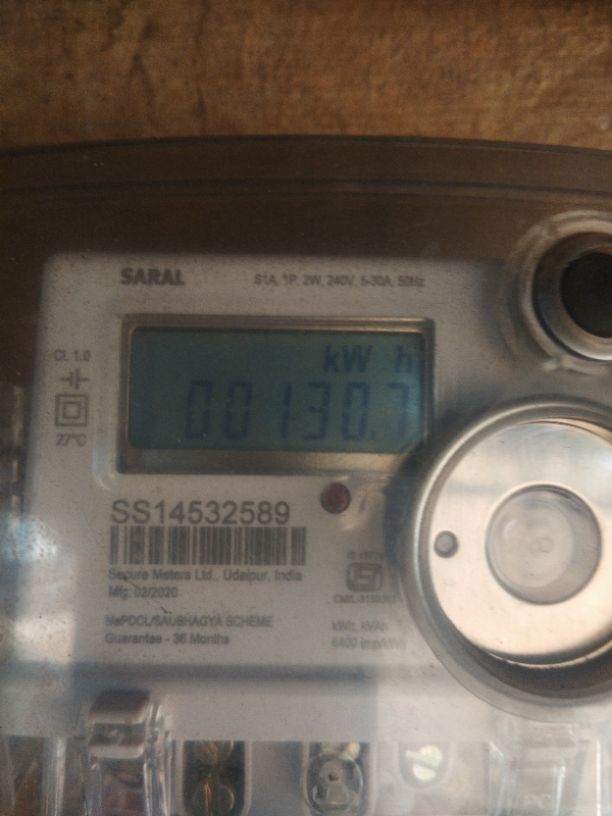 SARAL
S1A, 1P, 2W, 240V, 5-30A, 50Hz
Cl. 1.0
kW h
00130.7
27°C
SS14532589
Secure Meters Ltd., Udaipur, India
Mfg: 02/2020
NePDCL/SAUBHAGYA SCHEME
Guarantee - 36 Months
kWh, kVAh
6400 imp/kWh